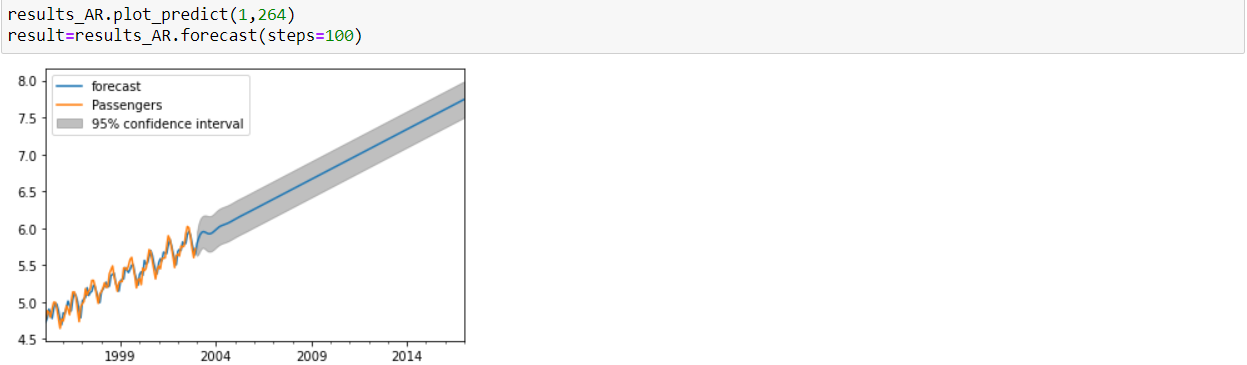 results_AR.plot_predict(1,264)
result=results_AR.forecast(steps=100)
forecast
Passengers
95% confidence interval
8.0
7.5
7.0
6.5
6.0
5.5
5.0
4.5
1999 2004 2009 2014